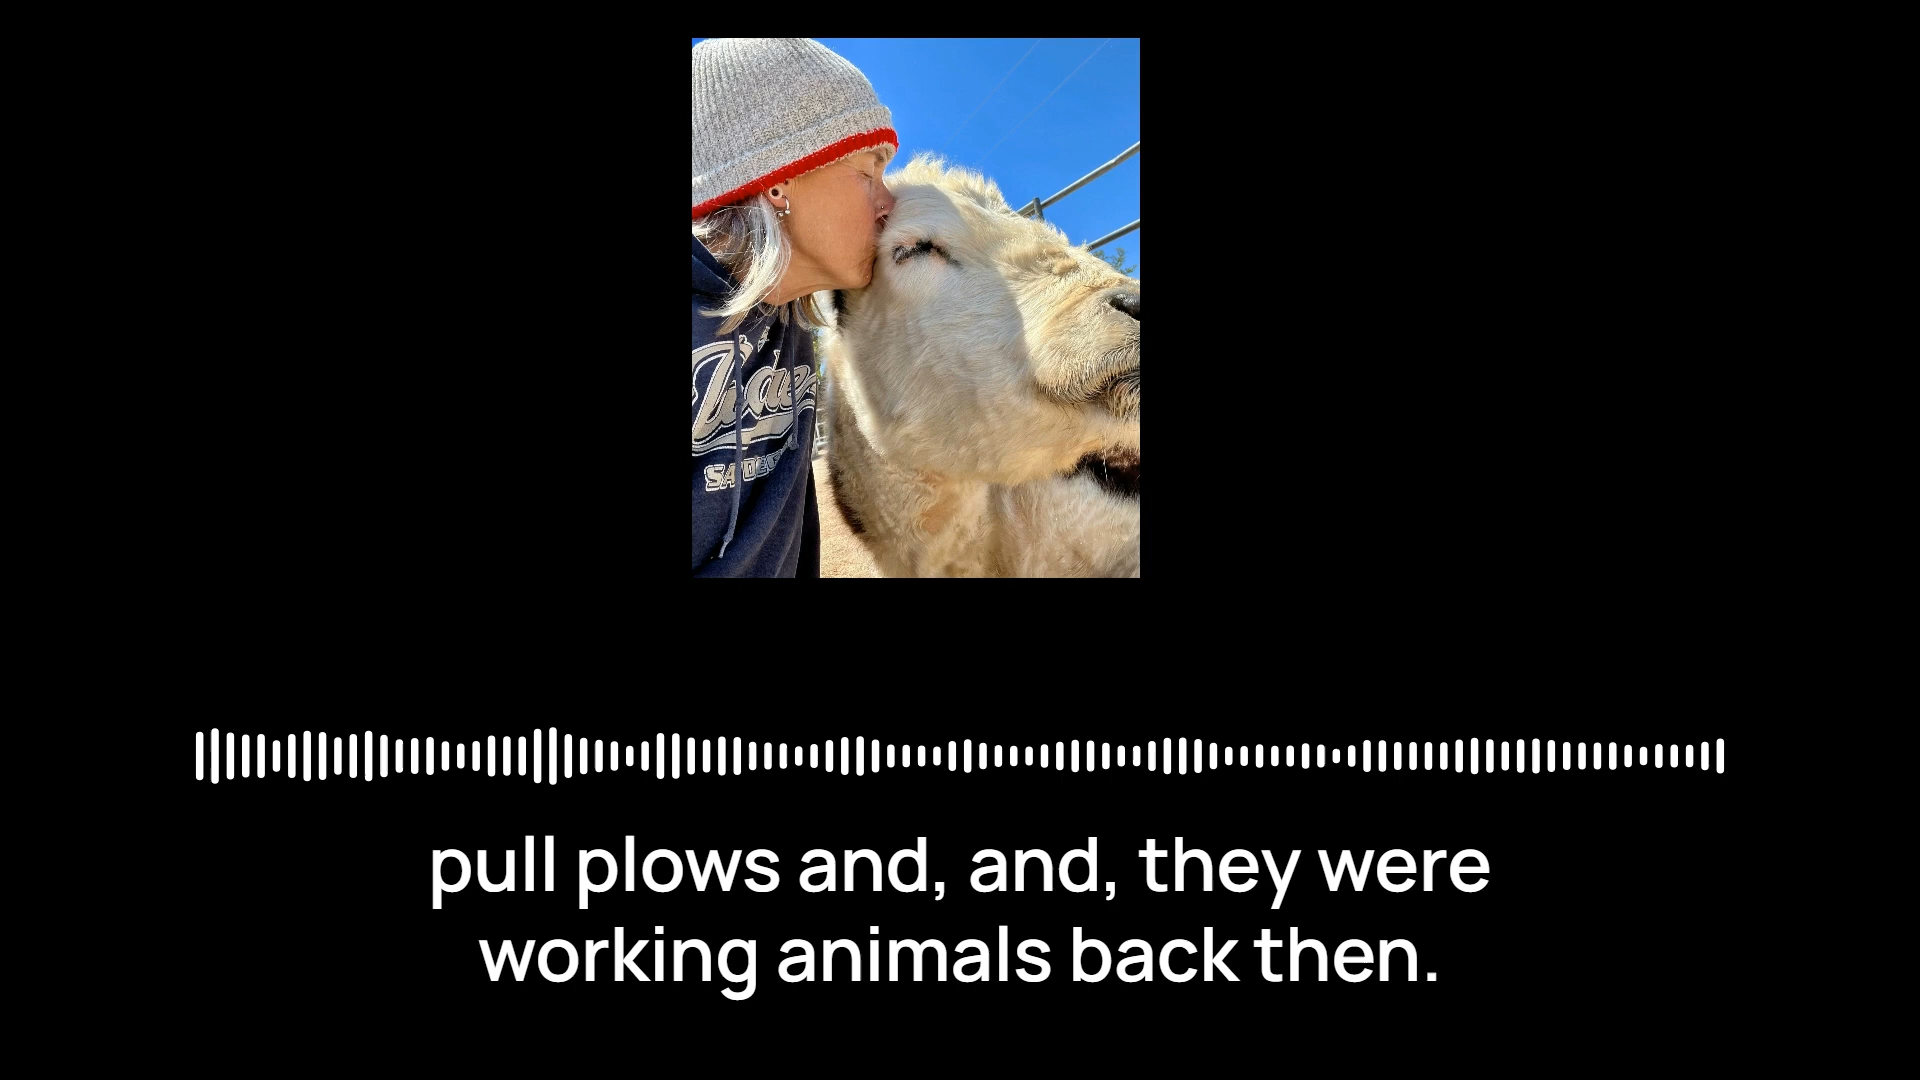 pull plows and, and, they were
working animals back then.